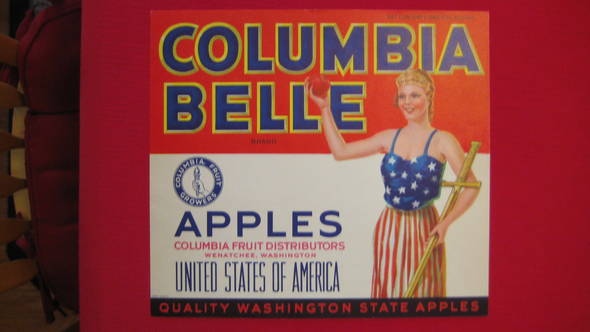 COLUMBIA
BELLE
BRAND
COLUMBIA FRUIT
GROWERS
APPLES
COLUMBIA FRUIT DISTRIBUTORS
WENATCHEE, WASHINGTON
UNITED STATES OF AMERICA
QUALITY WASHINGTON STATE APPLES